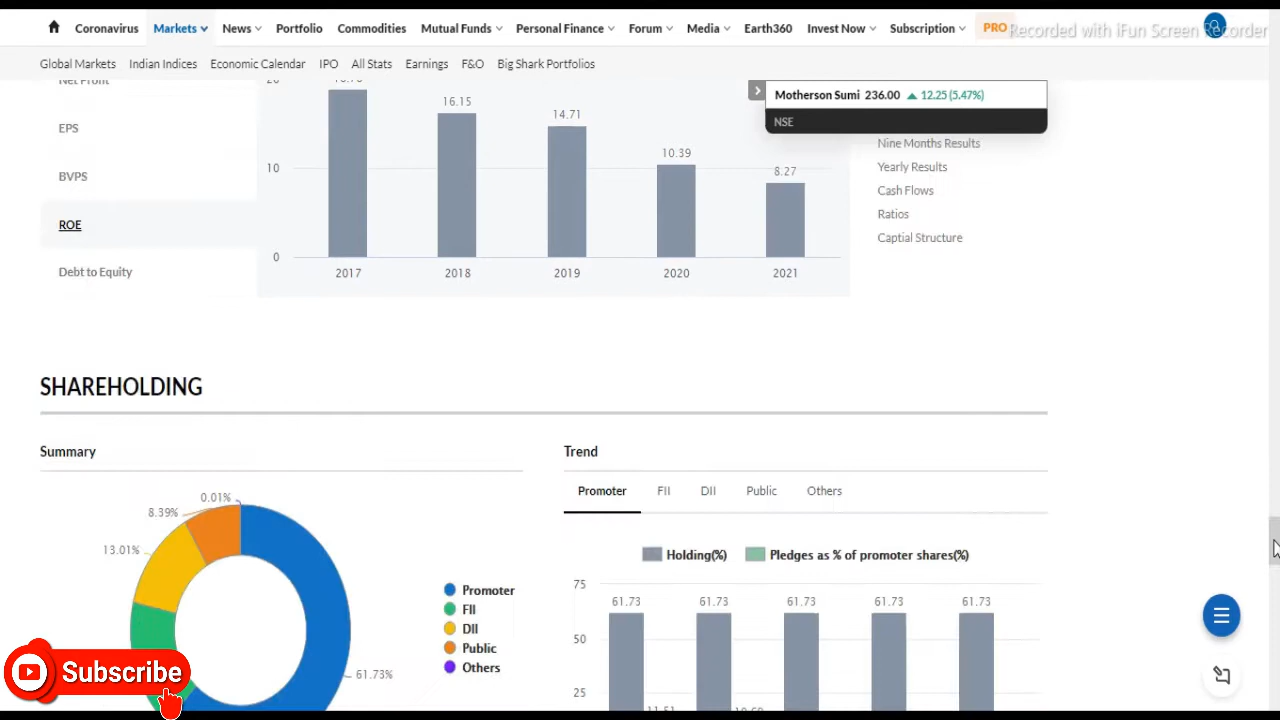 Coronavirus Markets News Portfolio Commodities Mutual Funds Personal Finance Forum Media Earth360 Invest Now Subscription PRO
Recorded with iFun Screen Recorder
Global Markets Indian Indices Economic Calendar IPO All Stats Earnings F&O Big Shark Portfolios
Net Profit
EPS
BVPS
ROE
Debt to Equity
20
10
0
16.15
14.71
10.39
8.27
2017 2018 2019 2020 2021
Motherson Sumi 236.00 ▲ 12.25 (5.47%)
NSE
Nine Months Results
Yearly Results
Cash Flows
Ratios
Captial Structure
SHAREHOLDING
Summary
0.01%
8.39%
13.01%
61.73%
Promoter
FII
DII
Public
Others
Trend
Promoter FII DII Public Others
Holding(%) Pledges as % of promoter shares(%)
75
50
25
61.73 61.73 61.73 61.73 61.73
Subscribe